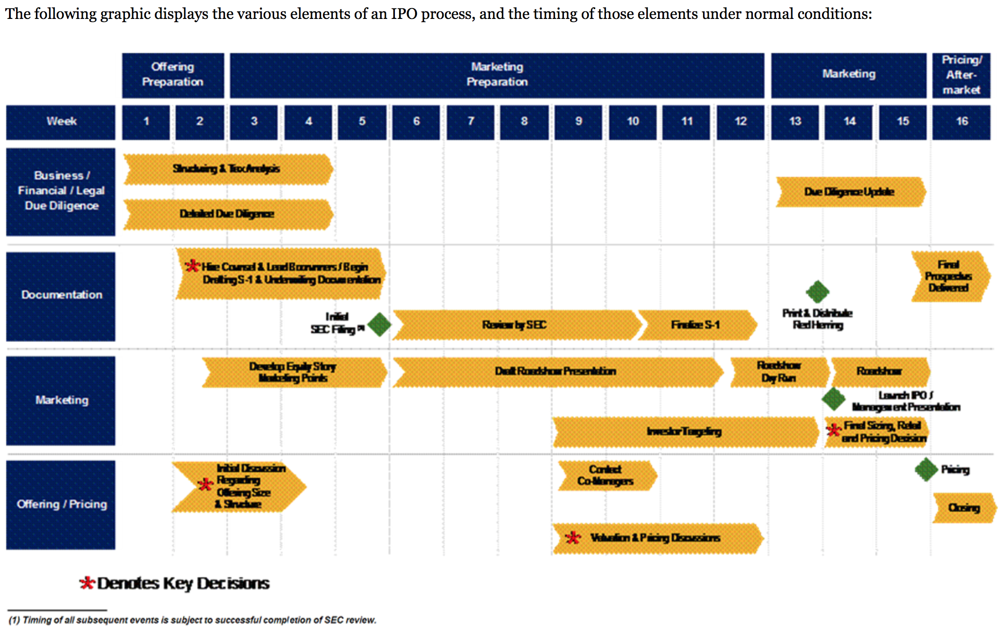 The following graphic displays the various elements of an IPO process, and the timing of those elements under normal conditions:
Offering
Preparation
Marketing
Preparation
Marketing
Pricing/
After-
market
Week
1
2
3
4
5
6
7
8
9
10
11
12
13
14
15
16
Business /
Financial / Legal
Due Diligence
Structuring & Tax Analysis
Detailed Due Diligence
Due Diligence Update
Documentation
* Hire Counsel & Lead Bookrunners / Begin
Drafting S-1 & Underwriting Documentation
Initial
SEC Filing (1)
Review by SEC
Finalize S-1
Print & Distribute
Red Herring
Final
Prospectus
Delivered
Marketing
Develop Equity Story
Marketing Points
Draft Roadshow Presentation
Roadshow
Dry Run
Roadshow
Launch IPO /
Management Presentation
Investor Targeting
* Final Sizing, Retail
and Pricing Decision
Offering / Pricing
Initial Discussion
* Regarding
Offering Size
& Structure
Contact
Co-Managers
Pricing
Closing
* Valuation & Pricing Discussions
* Denotes Key Decisions
(1) Timing of all subsequent events is subject to successful completion of SEC review.